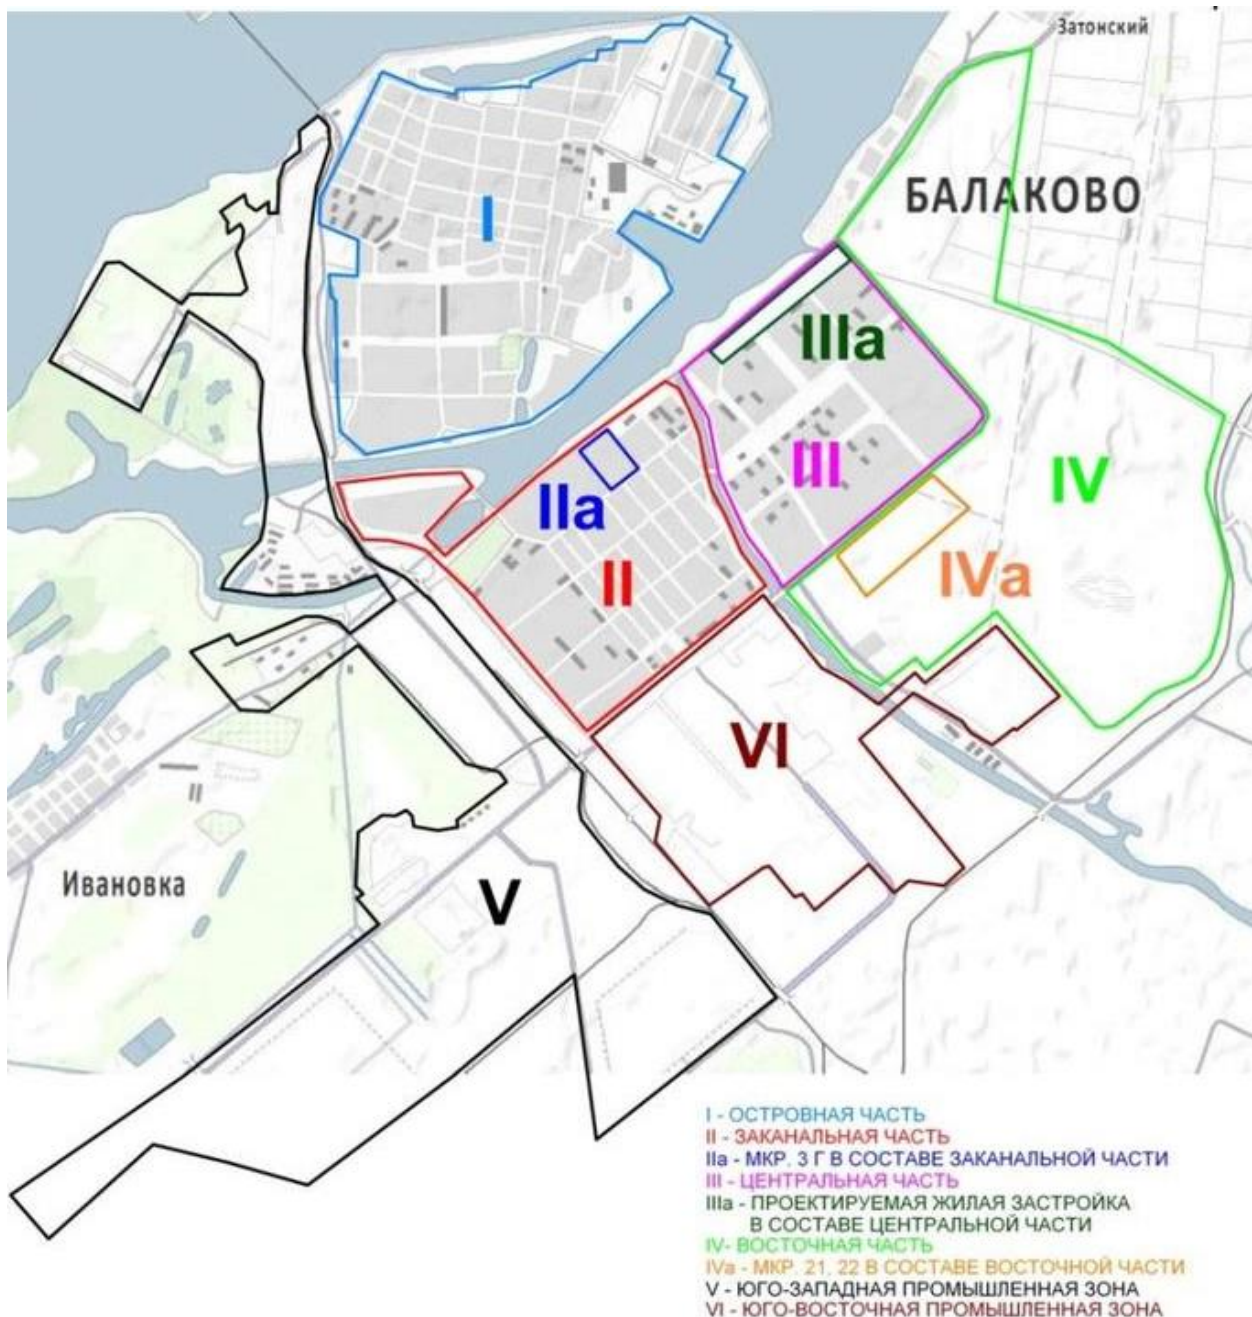 Затонский
БАЛАКОВО
I
IIIa
III
IV
IIa
II
IVa
VI
Ивановка
V
I - ОСТРОВНАЯ ЧАСТЬ
II - ЗАКАНАЛЬНАЯ ЧАСТЬ
IIa - МКР. 3 Г В СОСТАВЕ ЗАКАНАЛЬНОЙ ЧАСТИ
III - ЦЕНТРАЛЬНАЯ ЧАСТЬ
IIIa - ПРОЕКТИРУЕМАЯ ЖИЛАЯ ЗАСТРОЙКА
В СОСТАВЕ ЦЕНТРАЛЬНОЙ ЧАСТИ
IV- ВОСТОЧНАЯ ЧАСТЬ
IVa - МКР. 21, 22 В СОСТАВЕ ВОСТОЧНОЙ ЧАСТИ
V - ЮГО-ЗАПАДНАЯ ПРОМЫШЛЕННАЯ ЗОНА
VI - ЮГО-ВОСТОЧНАЯ ПРОМЫШЛЕННАЯ ЗОНА